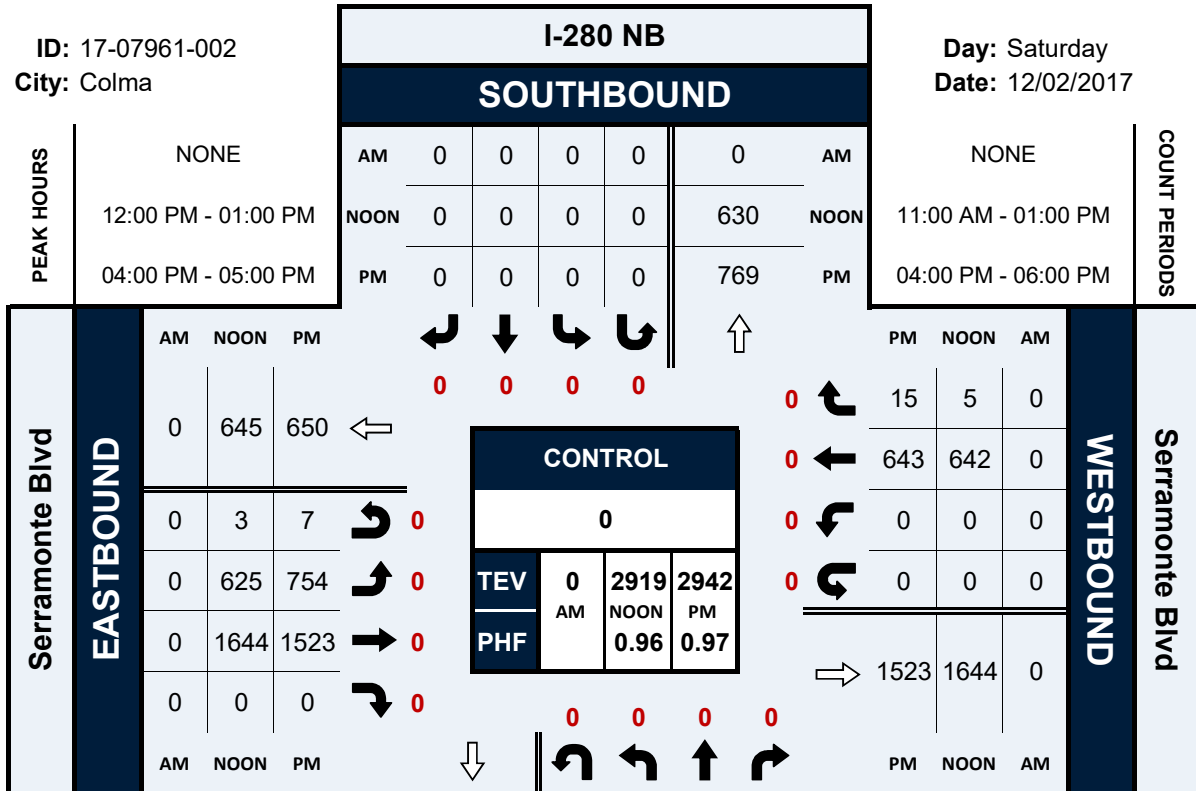 I-280 NB
ID: 17-07961-002
City: Colma
Day: Saturday
Date: 12/02/2017
SOUTHBOUND
PEAK HOURS
NONE
12:00 PM - 01:00 PM
04:00 PM - 05:00 PM
AM 0 0 0 0 0 AM
NOON 0 0 0 0 630 NOON
PM 0 0 0 0 769 PM
NONE
11:00 AM - 01:00 PM
04:00 PM - 06:00 PM
COUNT PERIODS
0 0 0 0
Serramonte Blvd
EASTBOUND
AM NOON PM
0 645 650
0 3 7 0
0 625 754 0
0 1644 1523 0
0 0 0 0
AM NOON PM
CONTROL
0
TEV 0 2919 2942
AM NOON PM
PHF 0.96 0.97
PM NOON AM
0 15 5 0
0 643 642 0
0 0 0 0
0 0 0 0
1523 1644 0
PM NOON AM
WESTBOUND
Serramonte Blvd
0 0 0 0